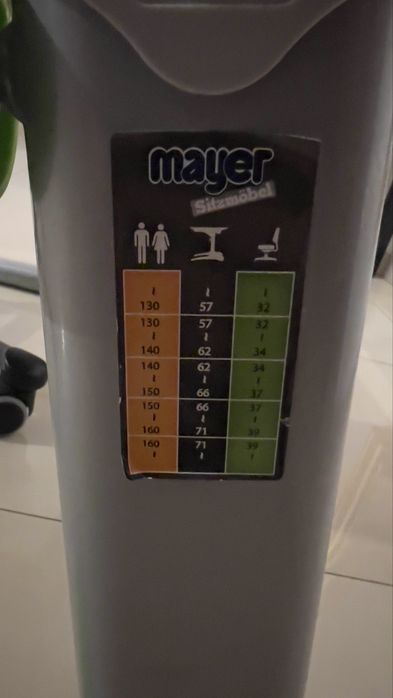 mayer
Sitzmöbel
~ ~ ~
130 57 32
130 57 32
~ ~ ~
140 62 34
140 62 34
~ ~ ~
150 66 37
150 66 37
~ ~ ~
160 71 39
160 71 39
~ ~ ~